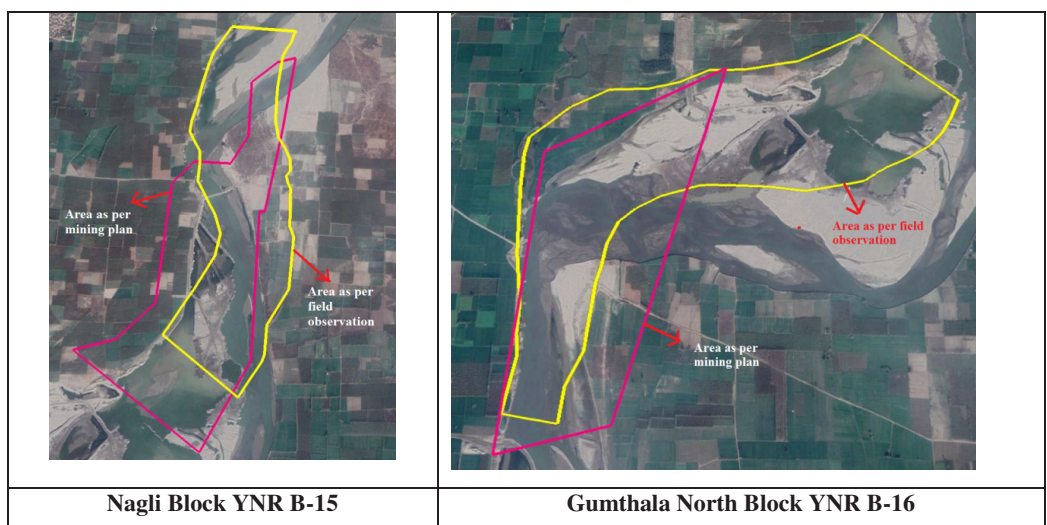 Area as per
mining plan
Area as per
field
observation
Nagli Block YNR B-15
Area as per field
observation
Area as per
mining plan
Gumthala North Block YNR B-16